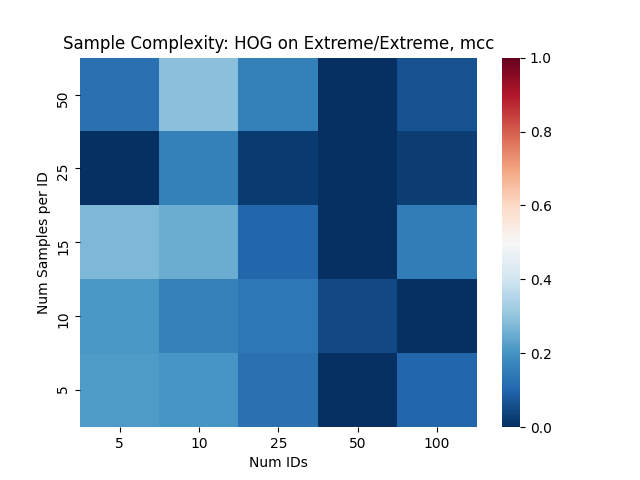 Sample Complexity: HOG on Extreme/Extreme, mcc
Num Samples per ID
50
25
15
10
5
5 10 25 50 100
Num IDs
1.0
0.8
0.6
0.4
0.2
0.0